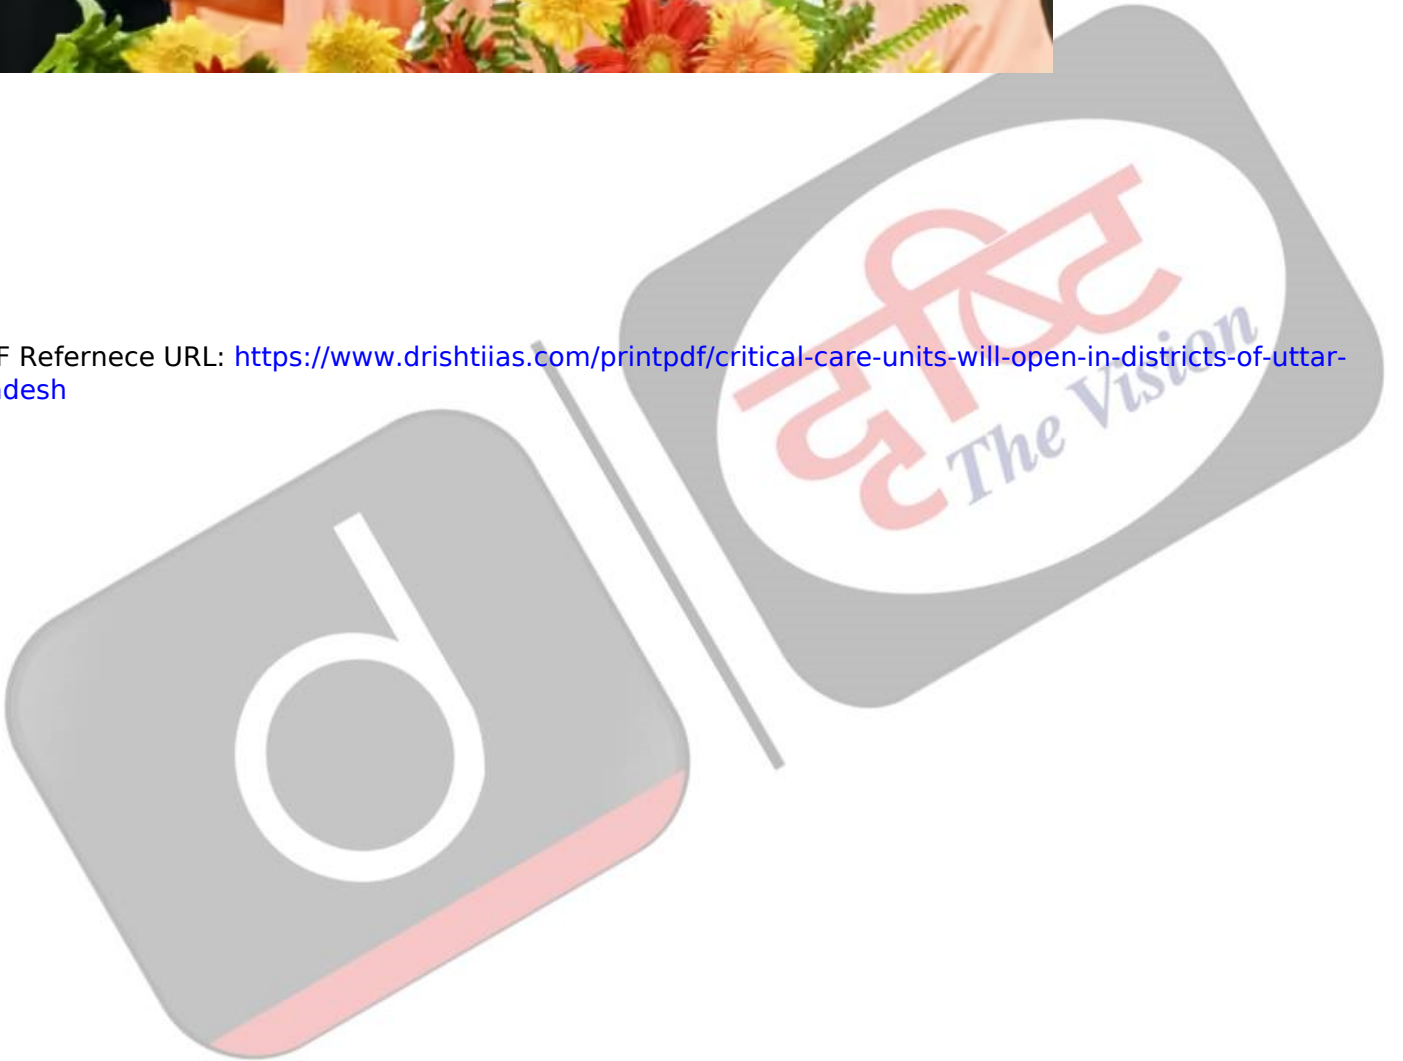 F Refernece URL: https://www.drishtiias.com/printpdf/critical-care-units-will-open-in-districts-of-uttar-
desh
दृष्टि
The Vision
d